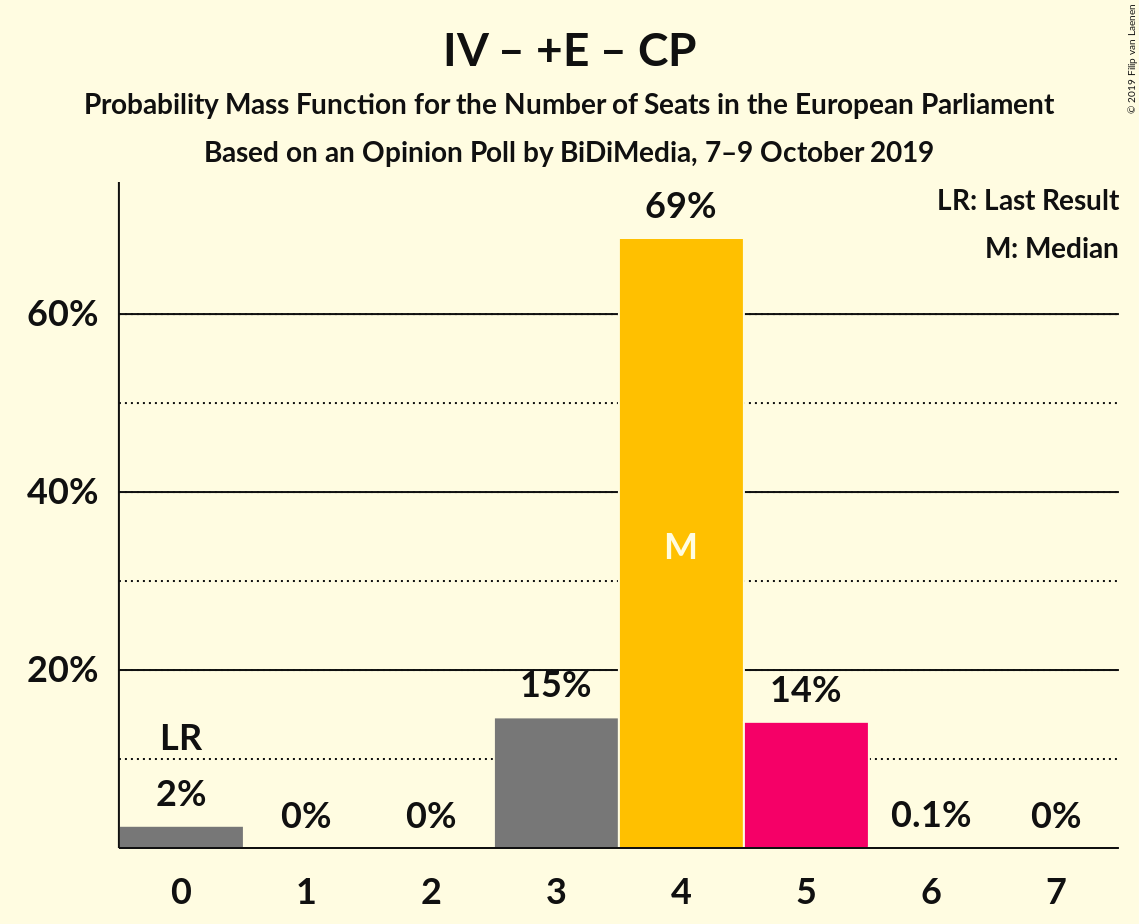 IV – +E – CP
Probability Mass Function for the Number of Seats in the European Parliament
Based on an Opinion Poll by BiDiMedia, 7–9 October 2019
© 2019 Filip van Laenen
LR: Last Result
M: Median
69%
60%
40%
M
20%
15%
14%
LR
10%
2%
0%
0%
0.1%
0%
0
1
2
3
4
5
6
7